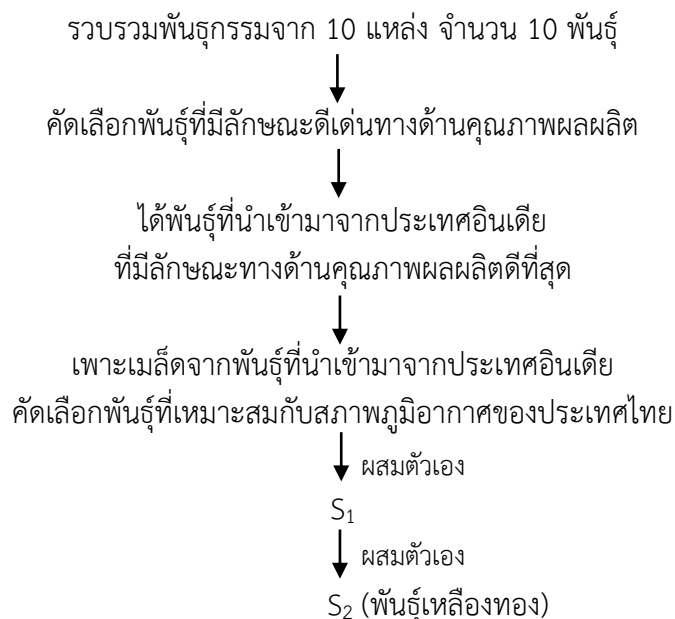 รวบรวมพันธุกรรมจาก 10 แหล่ง จำนวน 10 พันธุ์
คัดเลือกพันธุ์ที่มีลักษณะดีเด่นทางด้านคุณภาพผลผลิต
ได้พันธุ์ที่นำเข้ามาจากประเทศอินเดีย
ที่มีลักษณะทางด้านคุณภาพผลผลิตดีที่สุด
เพาะเมล็ดจากพันธุ์ที่นำเข้ามาจากประเทศอินเดีย
คัดเลือกพันธุ์ที่เหมาะสมกับสภาพภูมิอากาศของประเทศไทย
ผสมตัวเอง
S₁
ผสมตัวเอง
S₂ (พันธุ์เหลืองทอง)